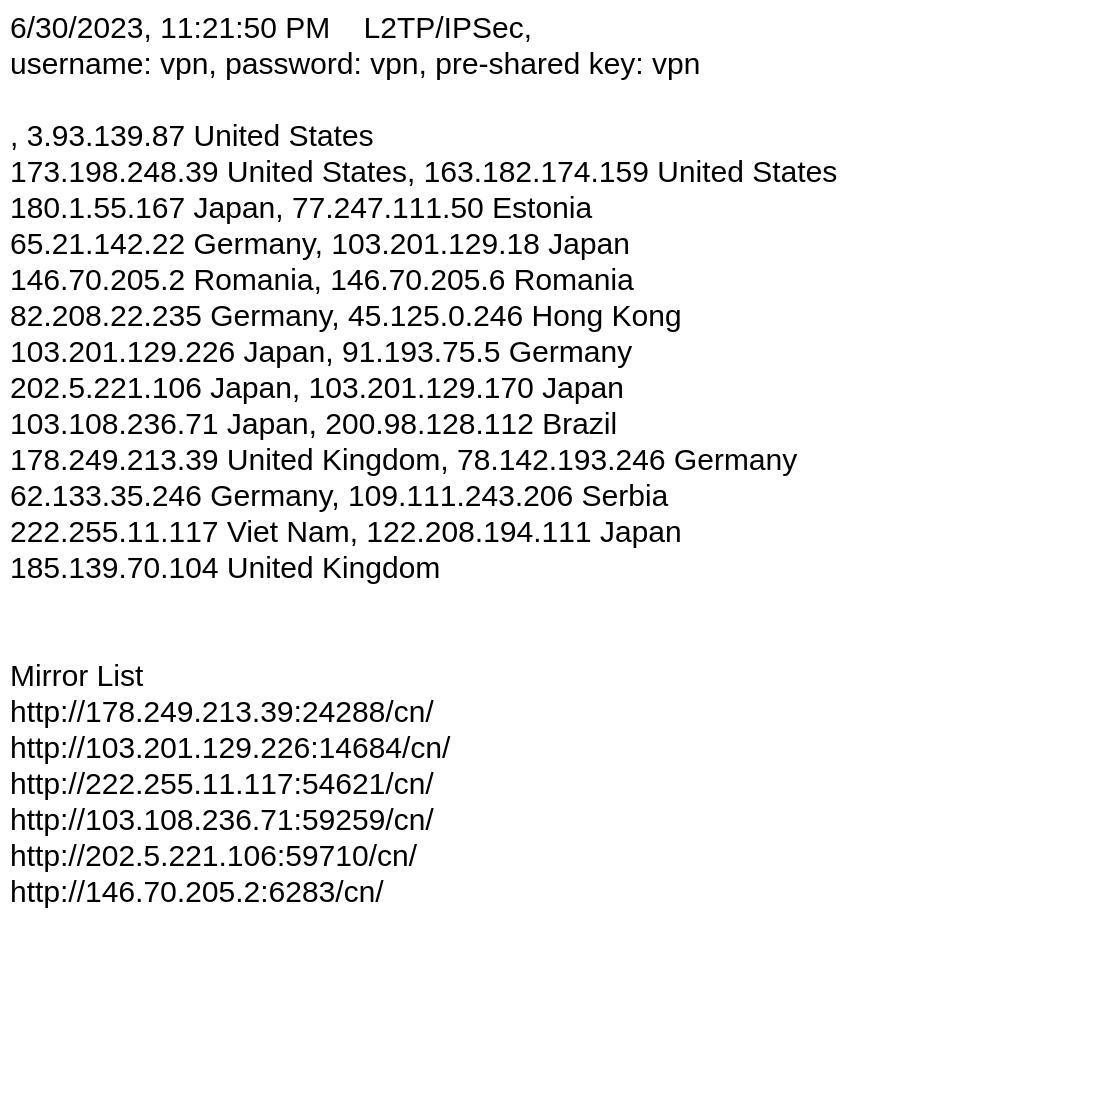 6/30/2023, 11:21:50 PM    L2TP/IPSec,
username: vpn, password: vpn, pre-shared key: vpn
, 3.93.139.87 United States
173.198.248.39 United States, 163.182.174.159 United States
180.1.55.167 Japan, 77.247.111.50 Estonia
65.21.142.22 Germany, 103.201.129.18 Japan
146.70.205.2 Romania, 146.70.205.6 Romania
82.208.22.235 Germany, 45.125.0.246 Hong Kong
103.201.129.226 Japan, 91.193.75.5 Germany
202.5.221.106 Japan, 103.201.129.170 Japan
103.108.236.71 Japan, 200.98.128.112 Brazil
178.249.213.39 United Kingdom, 78.142.193.246 Germany
62.133.35.246 Germany, 109.111.243.206 Serbia
222.255.11.117 Viet Nam, 122.208.194.111 Japan
185.139.70.104 United Kingdom
Mirror List
http://178.249.213.39:24288/cn/
http://103.201.129.226:14684/cn/
http://222.255.11.117:54621/cn/
http://103.108.236.71:59259/cn/
http://202.5.221.106:59710/cn/
http://146.70.205.2:6283/cn/